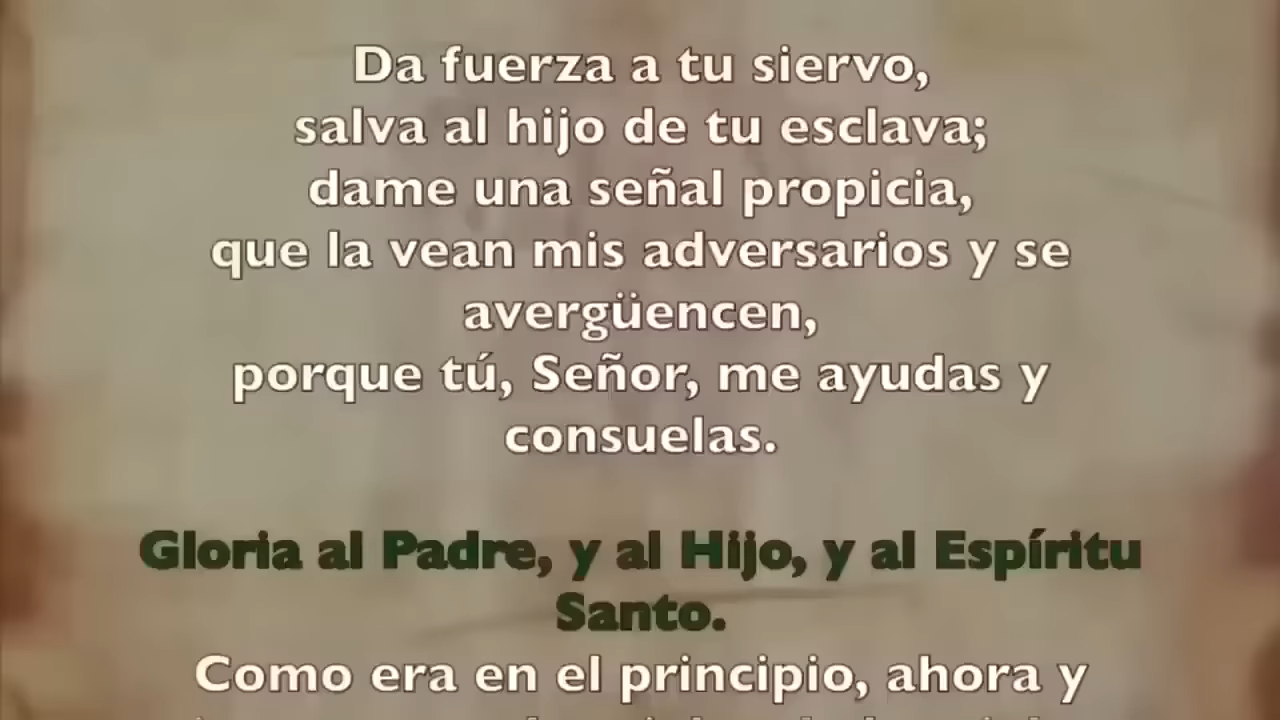 Da fuerza a tu siervo,
salva al hijo de tu esclava;
dame una señal propicia,
que la vean mis adversarios y se
avergüencen,
porque tú, Señor, me ayudas y
consuelas.
Gloria al Padre, y al Hijo, y al Espíritu
Santo.
Como era en el principio, ahora y